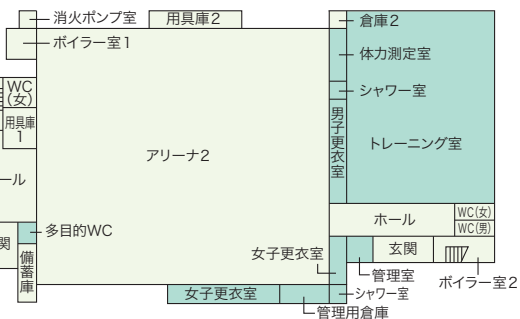 消火ポンプ室
用具庫2
倉庫2
ボイラー室1
体力測定室
WC
(女)
シャワー室
用具庫
1
男子更衣室
トレーニング室
アリーナ2
ール
ホール
WC(女)
WC(男)
多目的WC
関
備蓄庫
女子更衣室
玄関
管理室
ボイラー室2
女子更衣室
シャワー室
管理用倉庫